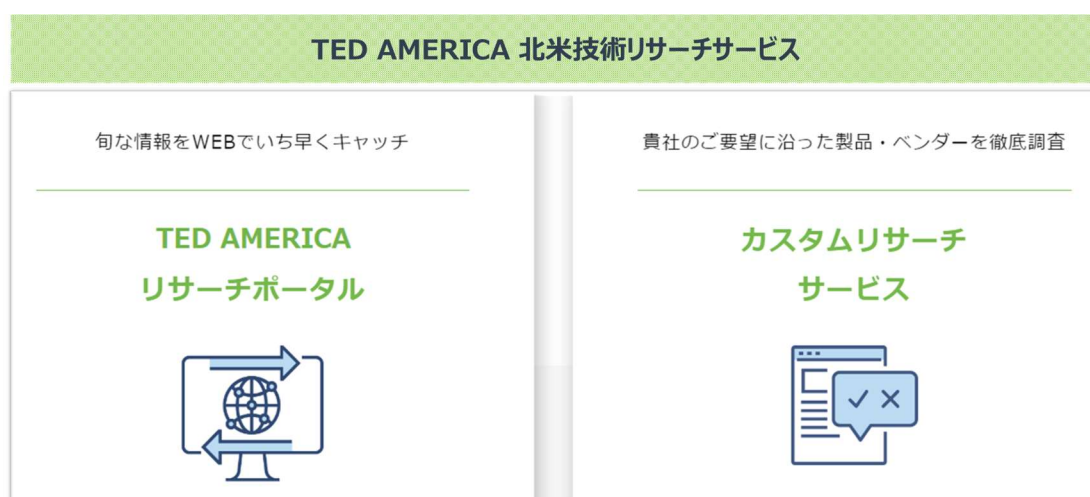 TED AMERICA 北米技術リサーチサービス
旬な情報をWEBでいち早くキャッチ
TED AMERICA
リサーチポータル
貴社のご要望に沿った製品・ベンダーを徹底調査
カスタムリサーチ
サービス